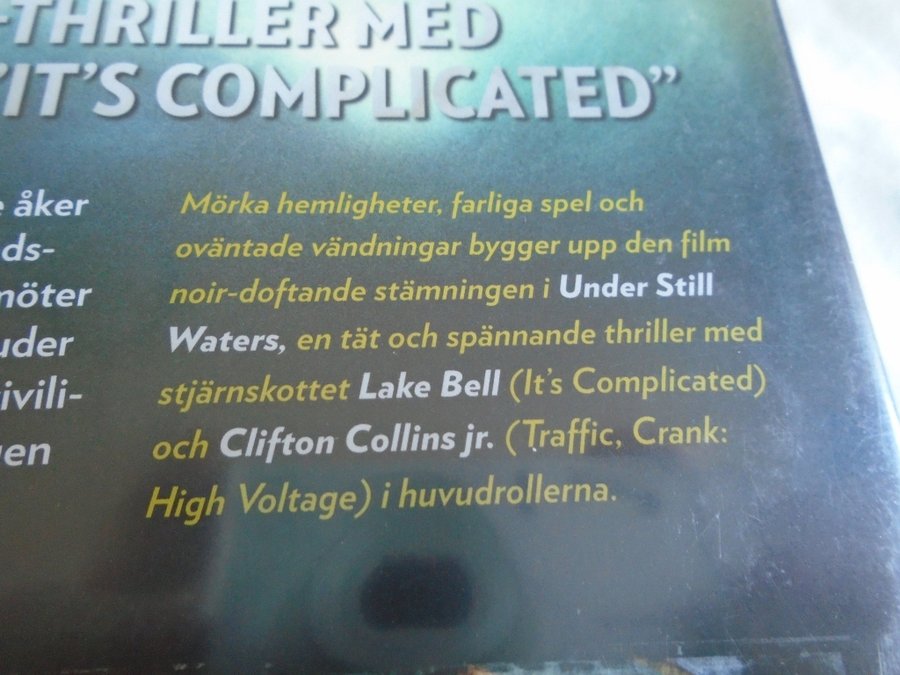 -THRILLER MED
"IT'S COMPLICATED"
åker
ds-
möter
uder
ivili-
en
Mörka hemligheter, farliga spel och
oväntade vändningar bygger upp den film
noir-doftande stämningen i Under Still
Waters, en tät och spännande thriller med
stjärnskottet Lake Bell (It's Complicated)
och Clifton Collins jr. (Traffic, Crank:
High Voltage) i huvudrollerna.